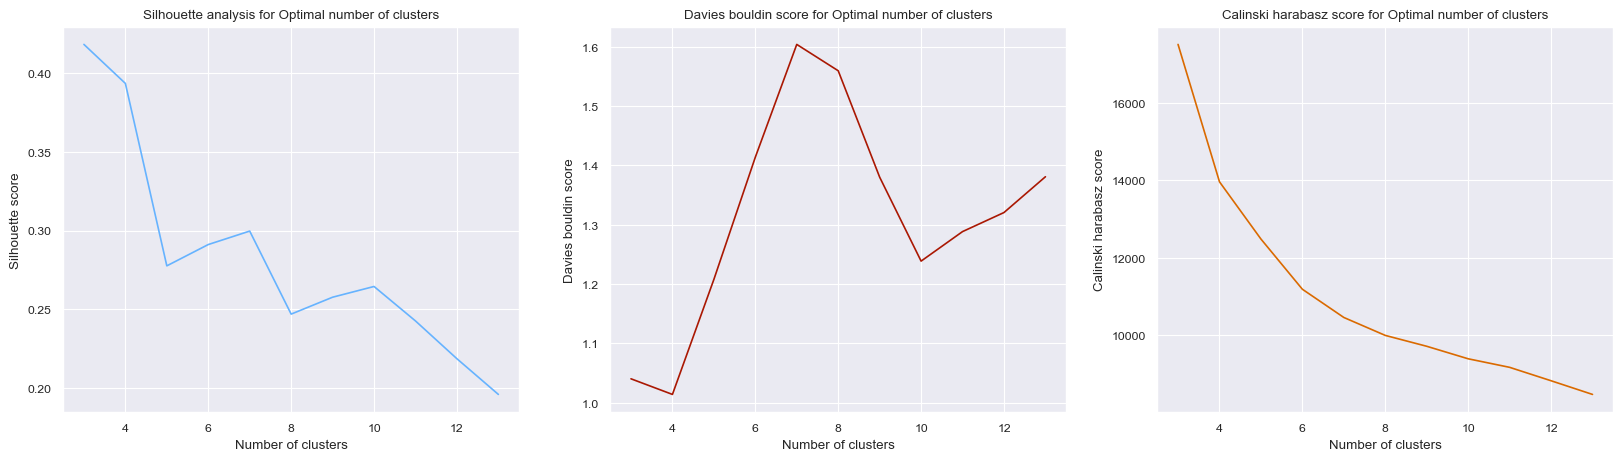 Silhouette analysis for Optimal number of clusters
Silhouette score
0.40
0.35
0.30
0.25
0.20
4 6 8 10 12
Number of clusters
Davies bouldin score for Optimal number of clusters
Davies bouldin score
1.6
1.5
1.4
1.3
1.2
1.1
1.0
4 6 8 10 12
Number of clusters
Calinski harabasz score for Optimal number of clusters
Calinski harabasz score
16000
14000
12000
10000
4 6 8 10 12
Number of clusters